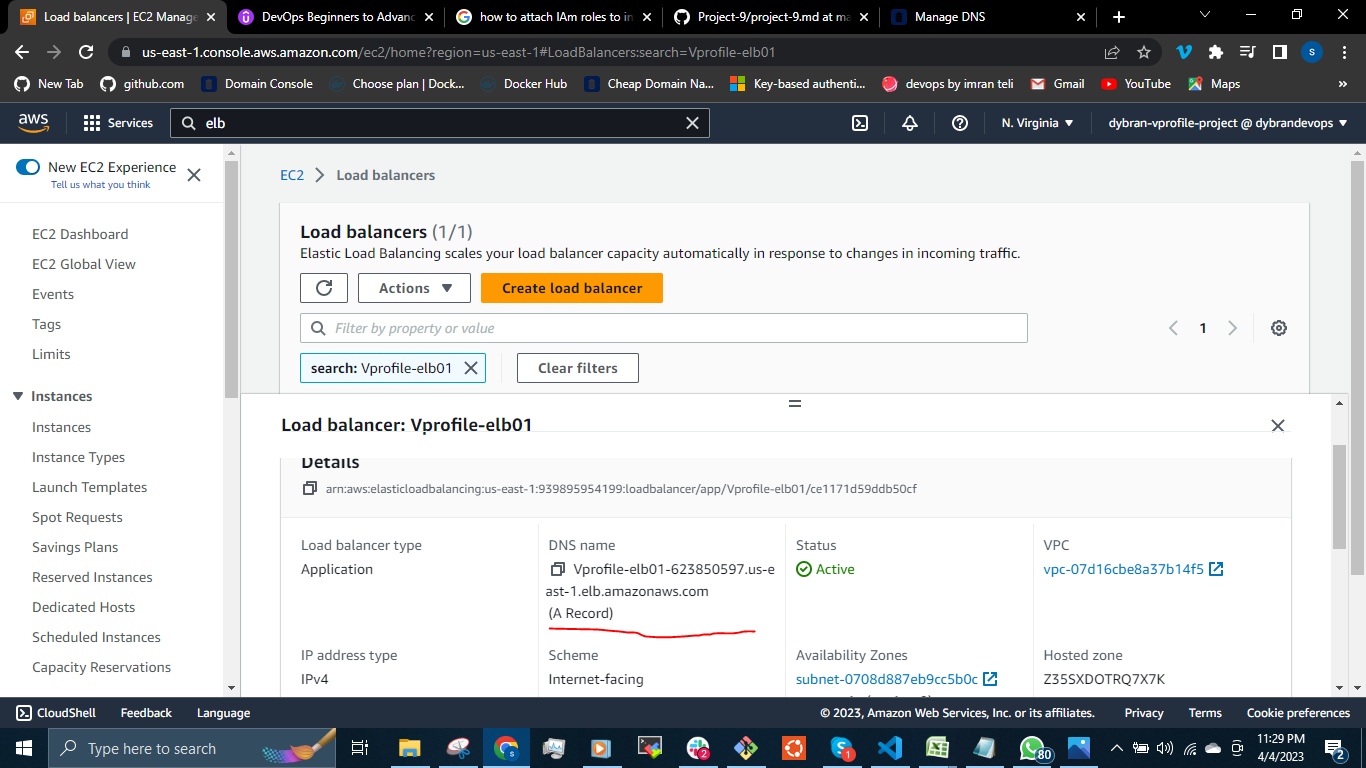 Load balancers | EC2 Manage
DevOps Beginners to Advanc
how to attach IAm roles to in
Project-9/project-9.md at ma
Manage DNS
us-east-1.console.aws.amazon.com/ec2/home?region=us-east-1#LoadBalancers:search=Vprofile-elb01
S
New Tab
github.com
Domain Console
Choose plan | Dock...
Docker Hub
Cheap Domain Na...
Key-based authenti...
devops by imran teli
Gmail
YouTube
Maps
»
aws
Services
elb
N. Virginia
dybran-vprofile-project @ dybrandevops
New EC2 Experience
Tell us what you think
EC2 Dashboard
EC2 Global View
Events
Tags
Limits
Instances
Instances
Instance Types
Launch Templates
Spot Requests
Savings Plans
Reserved Instances
Dedicated Hosts
Scheduled Instances
Capacity Reservations
EC2
Load balancers
Load balancers (1/1)
Elastic Load Balancing scales your load balancer capacity automatically in response to changes in incoming traffic.
Actions
Create load balancer
Filter by property or value
1
search: Vprofile-elb01
Clear filters
Load balancer: Vprofile-elb01
Details
arn:aws:elasticloadbalancing:us-east-1:939895954199:loadbalancer/app/Vprofile-elb01/ce1171d59ddb50cf
Load balancer type
Application
DNS name
Vprofile-elb01-623850597.us-e
ast-1.elb.amazonaws.com
(A Record)
Status
Active
VPC
vpc-07d16cbe8a37b14f5
IP address type
IPv4
Scheme
Internet-facing
Availability Zones
subnet-0708d887eb9cc5b0c
Hosted zone
Z35SXDOTRQ7X7K
CloudShell
Feedback
Language
© 2023, Amazon Web Services, Inc. or its affiliates.
Privacy
Terms
Cookie preferences
Type here to search
2
1
80
11:29 PM
4/4/2023
2